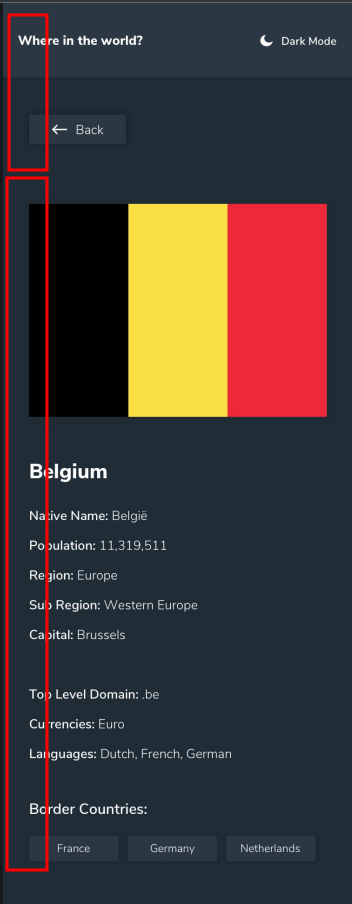 Where in the world?
Dark Mode
Back
Belgium
Native Name: België
Population: 11,319,511
Region: Europe
Sub Region: Western Europe
Capital: Brussels
Top Level Domain: .be
Currencies: Euro
Languages: Dutch, French, German
Border Countries:
France Germany Netherlands